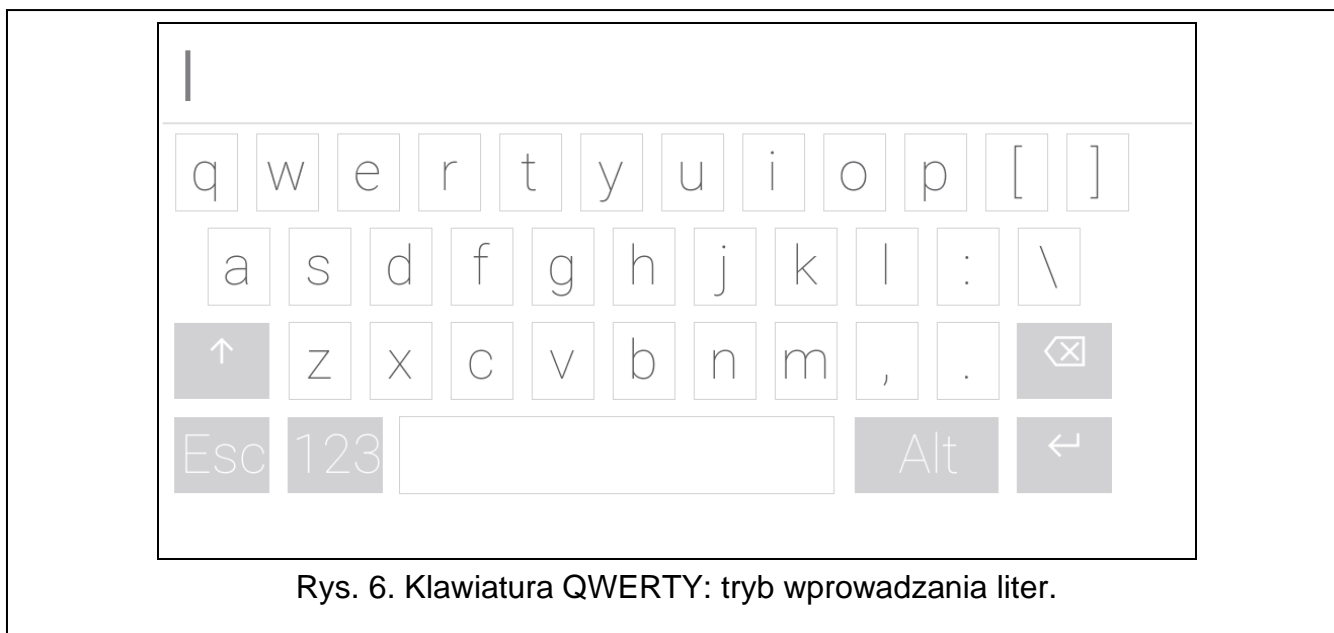 q w e r t y u i o p [ ]
a s d f g h j k l : \
↑ z x c v b n m , . ⌫
Esc 123 Alt ↵
Rys. 6. Klawiatura QWERTY: tryb wprowadzania liter.